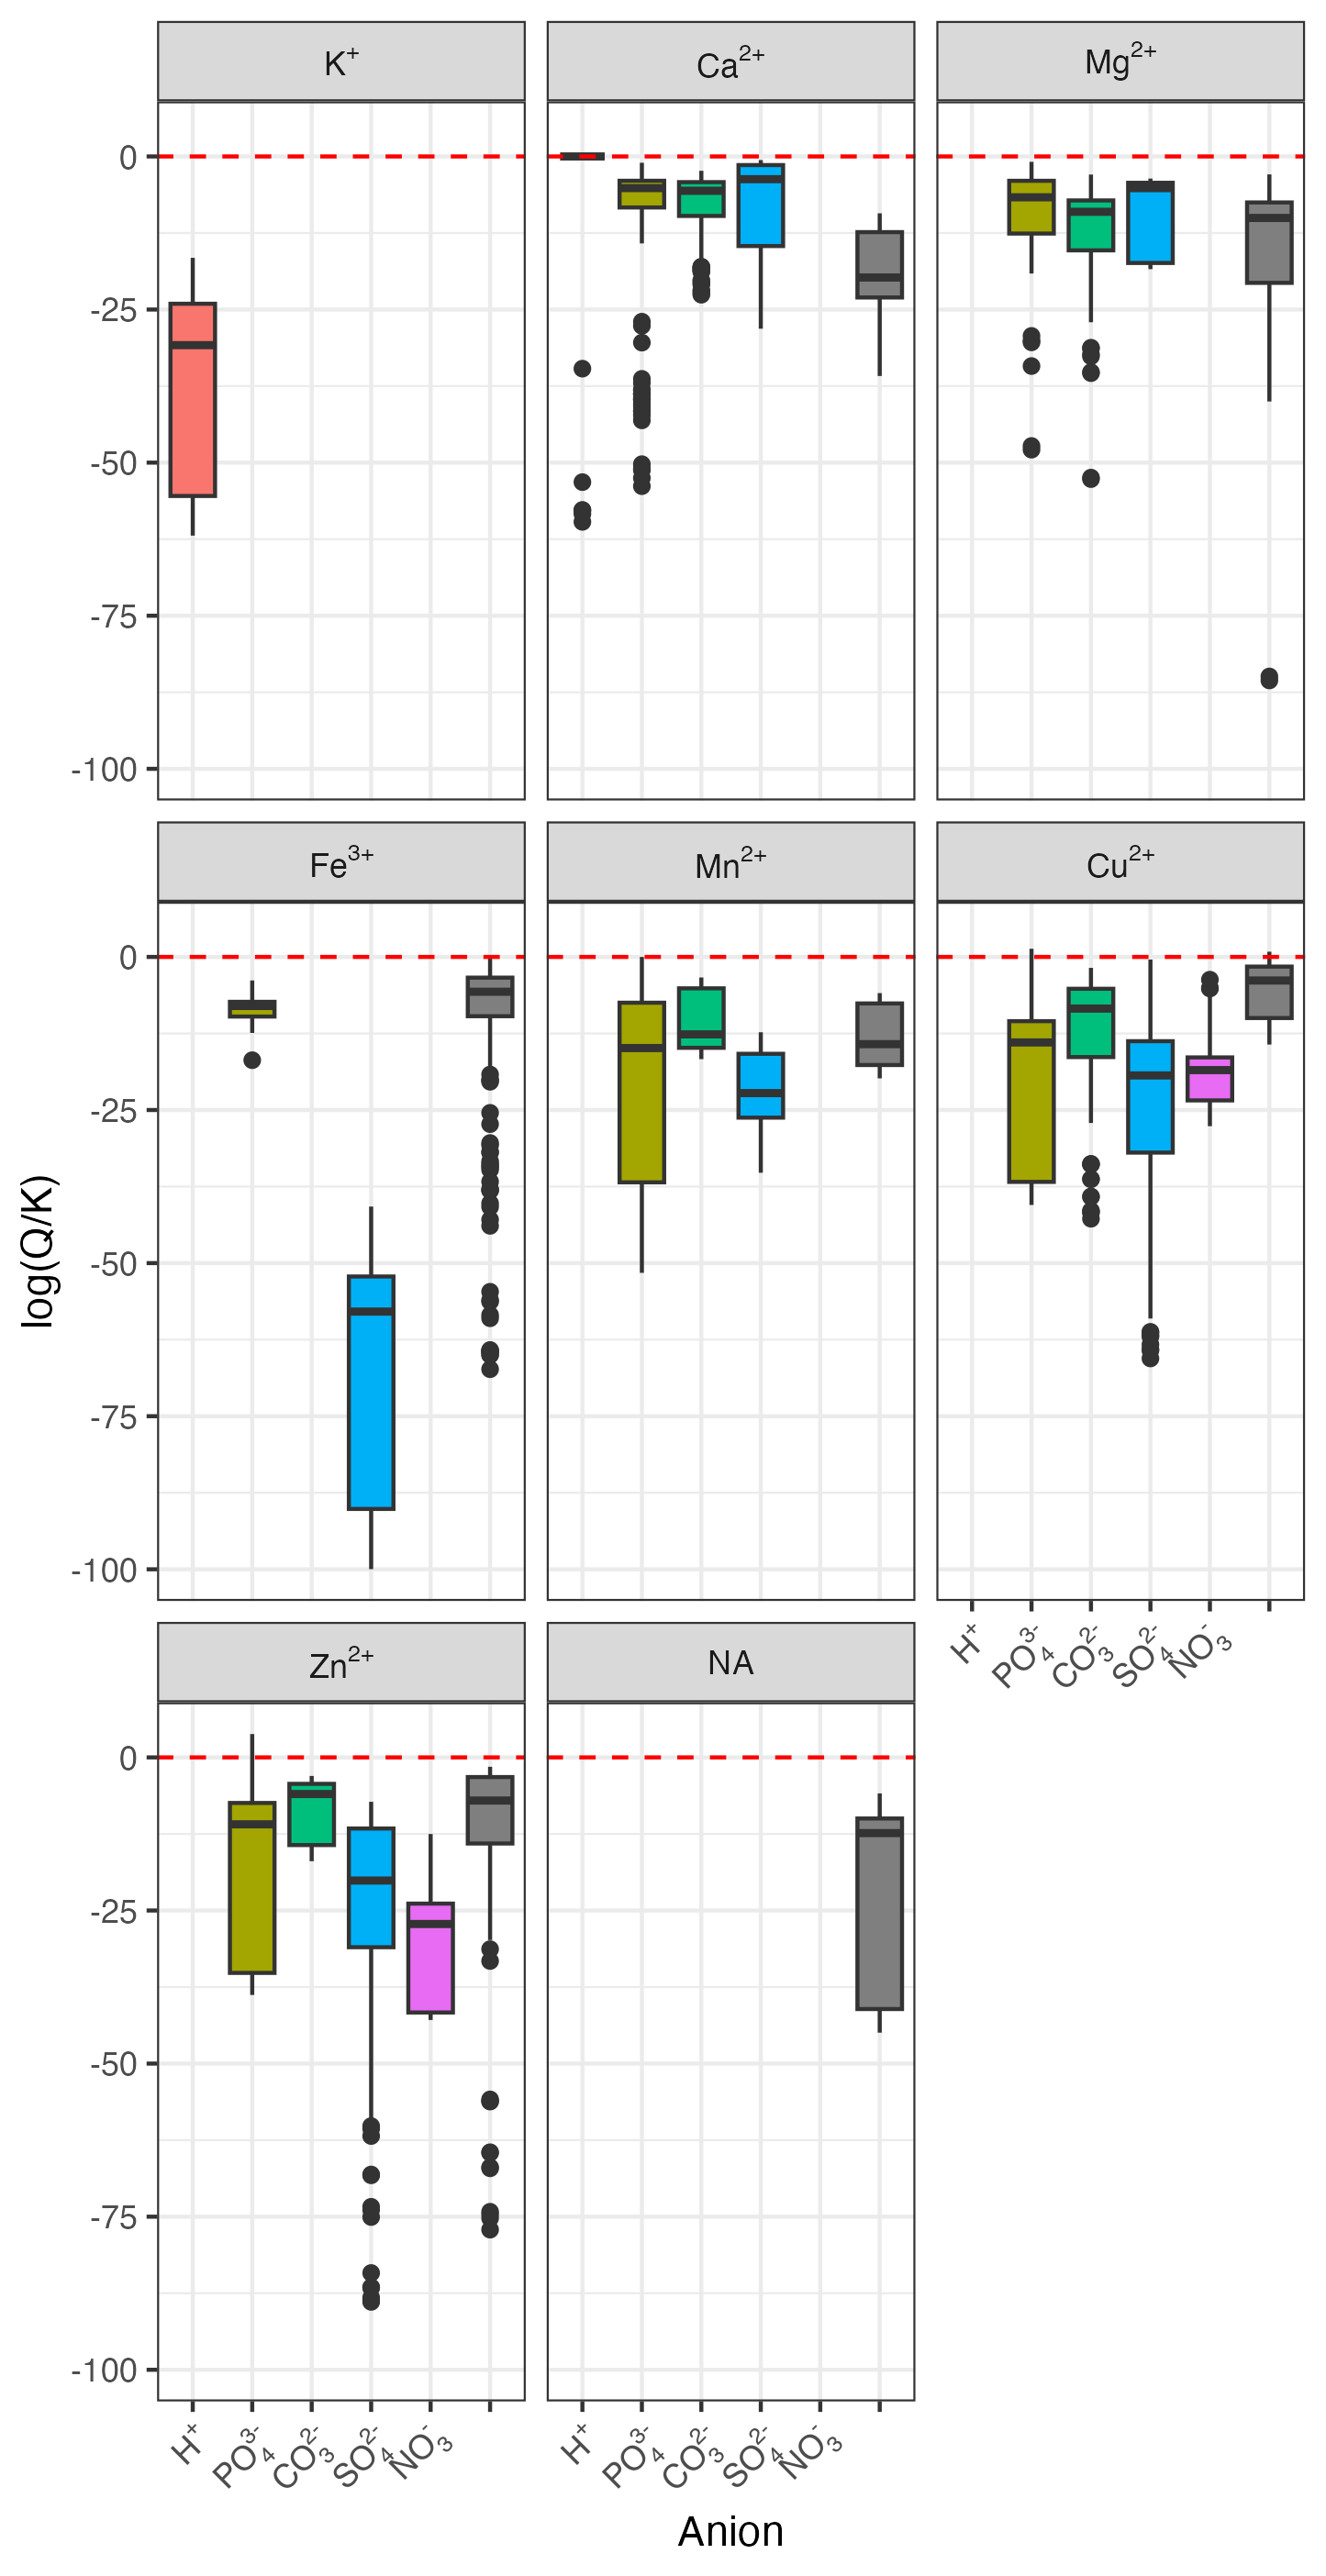 K⁺ Ca²⁺ Mg²⁺
0
-25
-50
-75
-100
Fe³⁺ Mn²⁺ Cu²⁺
0
-25
-50
-75
-100
H⁺ PO₄³⁻ CO₃²⁻ SO₄²⁻ NO₃⁻
Zn²⁺ NA
0
-25
-50
-75
-100
H⁺ PO₄³⁻ CO₃²⁻ SO₄²⁻ NO₃⁻ H⁺ PO₄³⁻ CO₃²⁻ SO₄²⁻ NO₃⁻
Anion
log(Q/K)